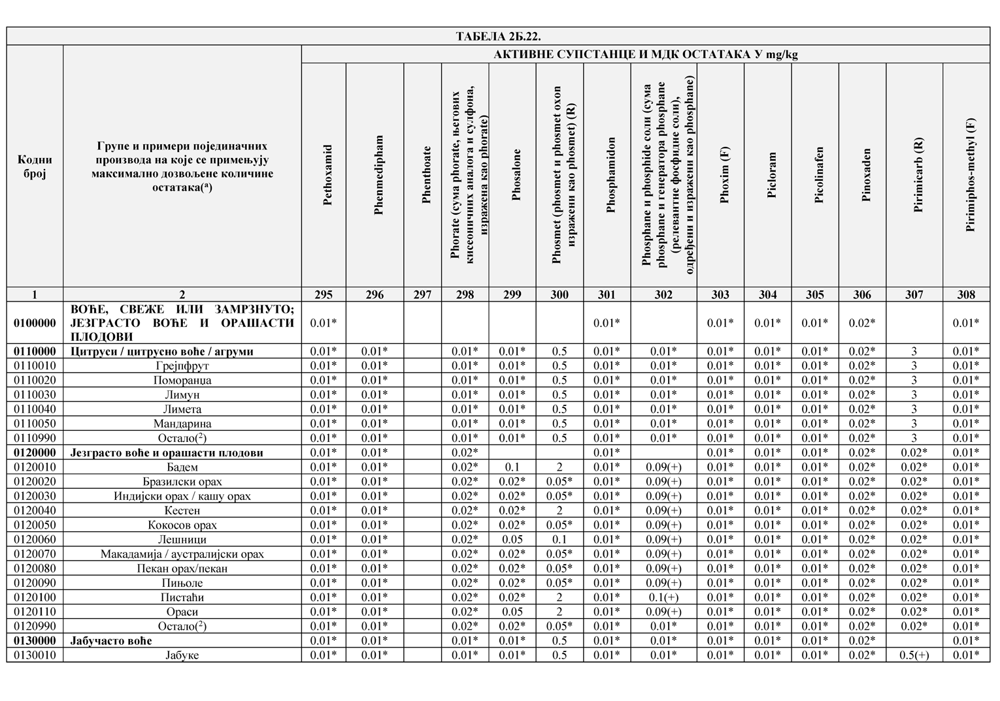 ТАБЕЛА 2Б.22.
АКТИВНЕ СУПСТАНЦЕ И МДК ОСТАТАКА У mg/kg
Кодни
број
Групе и примери појединачних
производа на које се примењују
максимално дозвољене количине
остатака(ᵃ)
Pethoxamid
Phenmedipham
Phenthoate
Phorate (сума phorate, његових
кисеоничних аналога и сулфона,
изражена као phorate)
Phosalone
Phosmet (phosmet и phosmet oxon
изражени као phosmet) (R)
Phosphamidon
Phosphane и phosphide соли (сума
phosphane и генератора phosphane
(релевантне фосфидне соли),
одређени и изражени као phosphane)
Phoxim (F)
Picloram
Picolinafen
Pinoxaden
Pirimicarb (R)
Pirimiphos-methyl (F)
1 2 295 296 297 298 299 300 301 302 303 304 305 306 307 308
ВОЋЕ, СВЕЖЕ ИЛИ ЗАМРЗНУТО;
0100000 ЈЕЗГРАСТО ВОЋЕ И ОРАШАСТИ 0.01* 0.01* 0.01* 0.01* 0.01* 0.02* 0.01*
ПЛОДОВИ
0110000 Цитруси / цитрусно воће / агруми 0.01* 0.01* 0.01* 0.01* 0.5 0.01* 0.01* 0.01* 0.01* 0.01* 0.02* 3 0.01*
0110010 Грејпфрут 0.01* 0.01* 0.01* 0.01* 0.5 0.01* 0.01* 0.01* 0.01* 0.01* 0.02* 3 0.01*
0110020 Поморанџа 0.01* 0.01* 0.01* 0.01* 0.5 0.01* 0.01* 0.01* 0.01* 0.01* 0.02* 3 0.01*
0110030 Лимун 0.01* 0.01* 0.01* 0.01* 0.5 0.01* 0.01* 0.01* 0.01* 0.01* 0.02* 3 0.01*
0110040 Лимета 0.01* 0.01* 0.01* 0.01* 0.5 0.01* 0.01* 0.01* 0.01* 0.01* 0.02* 3 0.01*
0110050 Мандарина 0.01* 0.01* 0.01* 0.01* 0.5 0.01* 0.01* 0.01* 0.01* 0.01* 0.02* 3 0.01*
0110990 Остало(²) 0.01* 0.01* 0.01* 0.01* 0.5 0.01* 0.01* 0.01* 0.01* 0.01* 0.02* 3 0.01*
0120000 Језграсто воће и орашасти плодови 0.01* 0.01* 0.02* 0.01* 0.01* 0.01* 0.01* 0.02* 0.02* 0.01*
0120010 Бадем 0.01* 0.01* 0.02* 0.1 2 0.01* 0.09(+) 0.01* 0.01* 0.01* 0.02* 0.02* 0.01*
0120020 Бразилски орах 0.01* 0.01* 0.02* 0.02* 0.05* 0.01* 0.09(+) 0.01* 0.01* 0.01* 0.02* 0.02* 0.01*
0120030 Индијски орах / кашу орах 0.01* 0.01* 0.02* 0.02* 0.05* 0.01* 0.09(+) 0.01* 0.01* 0.01* 0.02* 0.02* 0.01*
0120040 Кестен 0.01* 0.01* 0.02* 0.02* 2 0.01* 0.09(+) 0.01* 0.01* 0.01* 0.02* 0.02* 0.01*
0120050 Кокосов орах 0.01* 0.01* 0.02* 0.02* 0.05* 0.01* 0.09(+) 0.01* 0.01* 0.01* 0.02* 0.02* 0.01*
0120060 Лешници 0.01* 0.01* 0.02* 0.05 0.1 0.01* 0.09(+) 0.01* 0.01* 0.01* 0.02* 0.02* 0.01*
0120070 Макадамија / аустралијски орах 0.01* 0.01* 0.02* 0.02* 0.05* 0.01* 0.09(+) 0.01* 0.01* 0.01* 0.02* 0.02* 0.01*
0120080 Пекан орах/пекан 0.01* 0.01* 0.02* 0.02* 0.05* 0.01* 0.09(+) 0.01* 0.01* 0.01* 0.02* 0.02* 0.01*
0120090 Пињоле 0.01* 0.01* 0.02* 0.02* 0.05* 0.01* 0.09(+) 0.01* 0.01* 0.01* 0.02* 0.02* 0.01*
0120100 Пистаћи 0.01* 0.01* 0.02* 0.02* 2 0.01* 0.1(+) 0.01* 0.01* 0.01* 0.02* 0.02* 0.01*
0120110 Ораси 0.01* 0.01* 0.02* 0.05 2 0.01* 0.09(+) 0.01* 0.01* 0.01* 0.02* 0.02* 0.01*
0120990 Остало(²) 0.01* 0.01* 0.02* 0.02* 0.05* 0.01* 0.01* 0.01* 0.01* 0.01* 0.02* 0.02* 0.01*
0130000 Јабучасто воће 0.01* 0.01* 0.01* 0.01* 0.5 0.01* 0.01* 0.01* 0.01* 0.01* 0.02* 0.01*
0130010 Јабуке 0.01* 0.01* 0.01* 0.01* 0.5 0.01* 0.01* 0.01* 0.01* 0.01* 0.02* 0.5(+) 0.01*